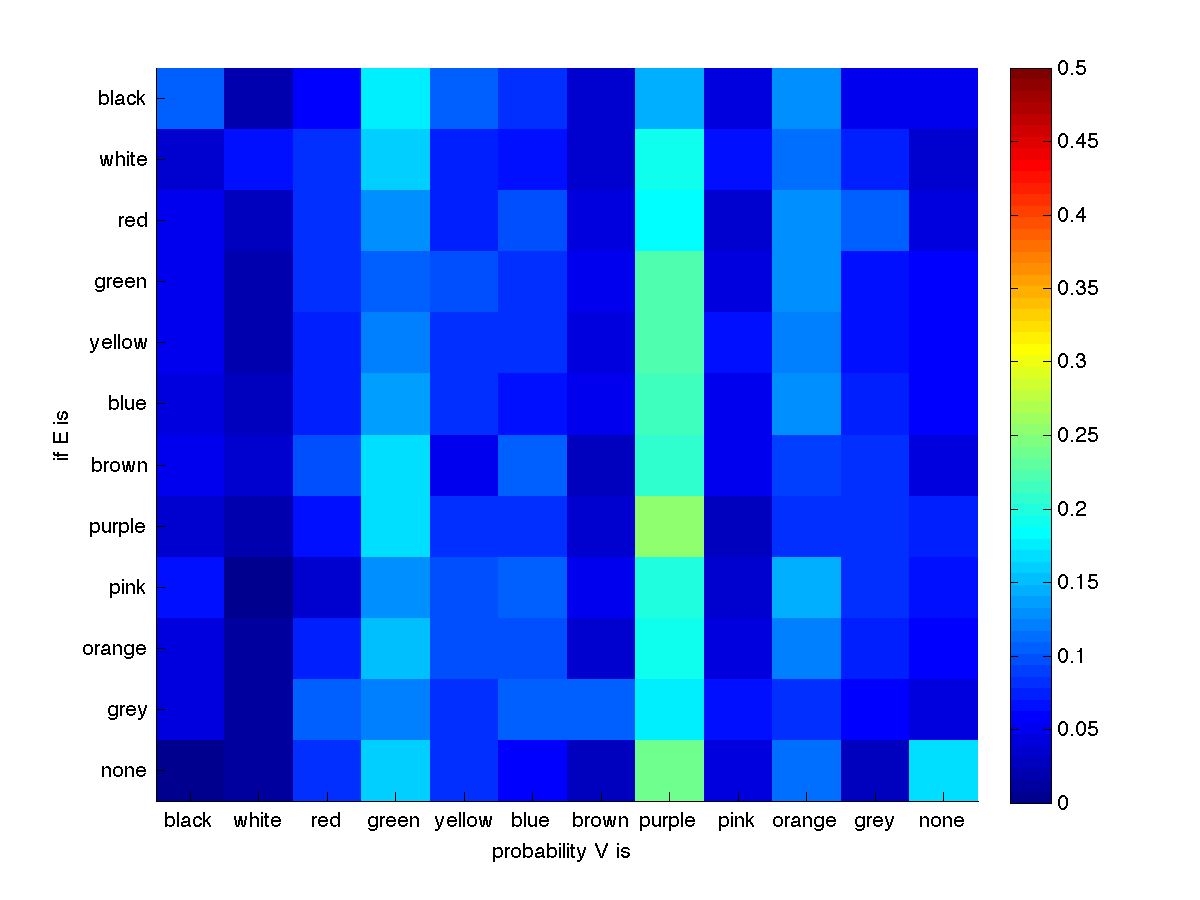 black
white
red
green
yellow
blue
brown
purple
pink
orange
grey
none
if E is
black white red green yellow blue brown purple pink orange grey none
probability V is
0.5
0.45
0.4
0.35
0.3
0.25
0.2
0.15
0.1
0.05
0